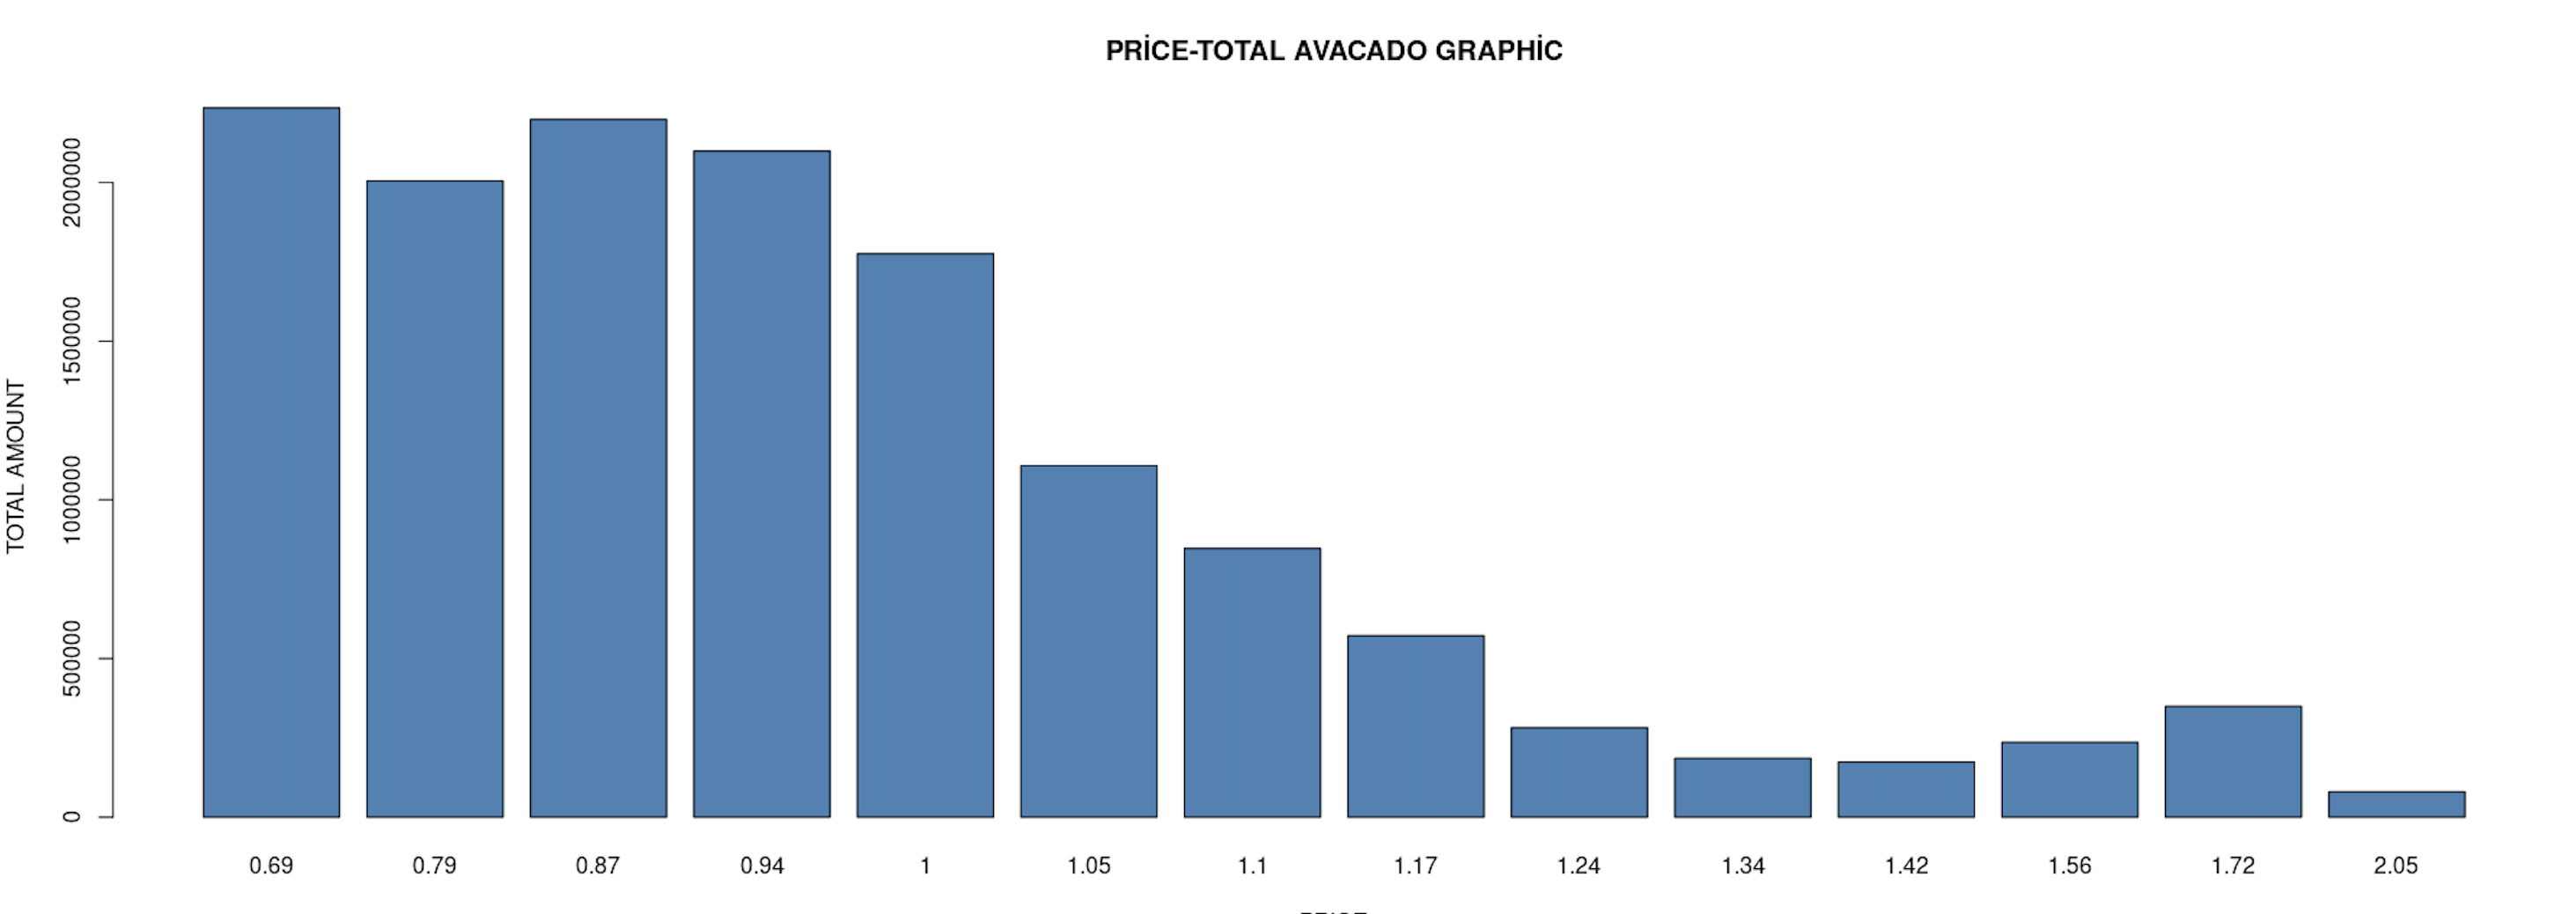 PRİCE-TOTAL AVACADO GRAPHİC
TOTAL AMOUNT
2000000
1500000
1000000
500000
0
0.69 0.79 0.87 0.94 1 1.05 1.1 1.17 1.24 1.34 1.42 1.56 1.72 2.05